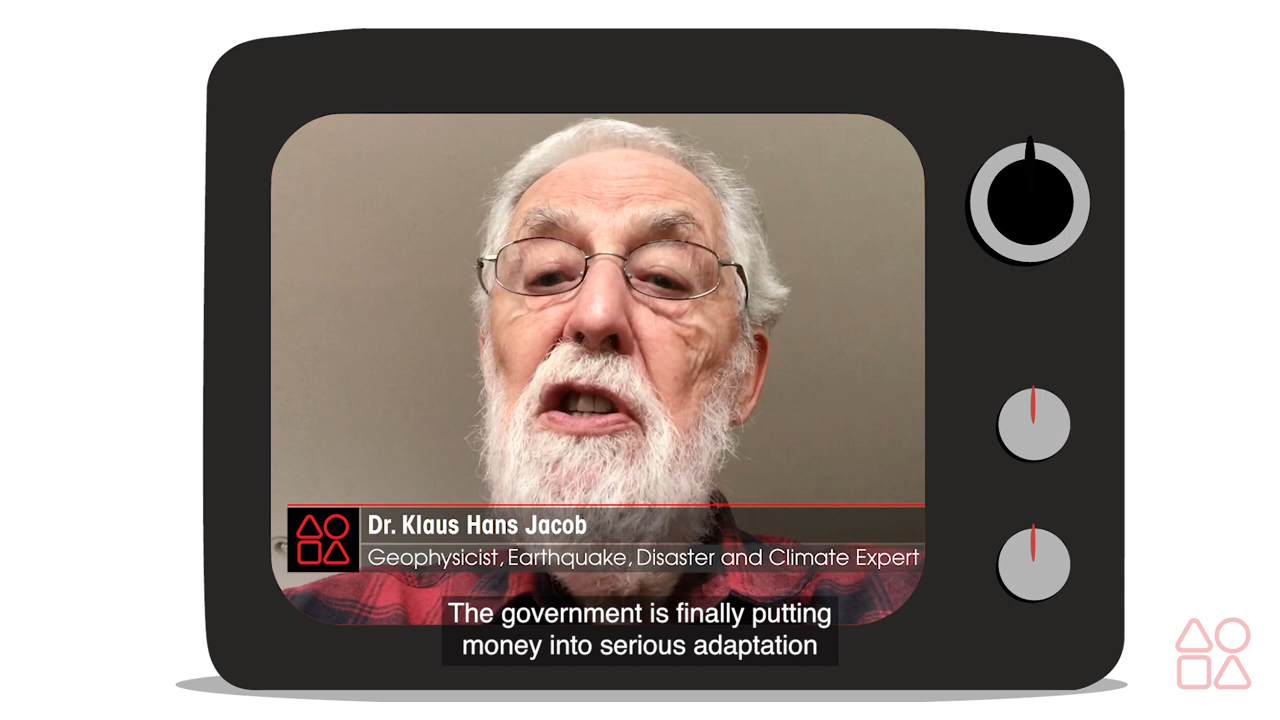 Dr. Klaus Hans Jacob
Geophysicist, Earthquake, Disaster and Climate Expert
The government is finally putting
money into serious adaptation